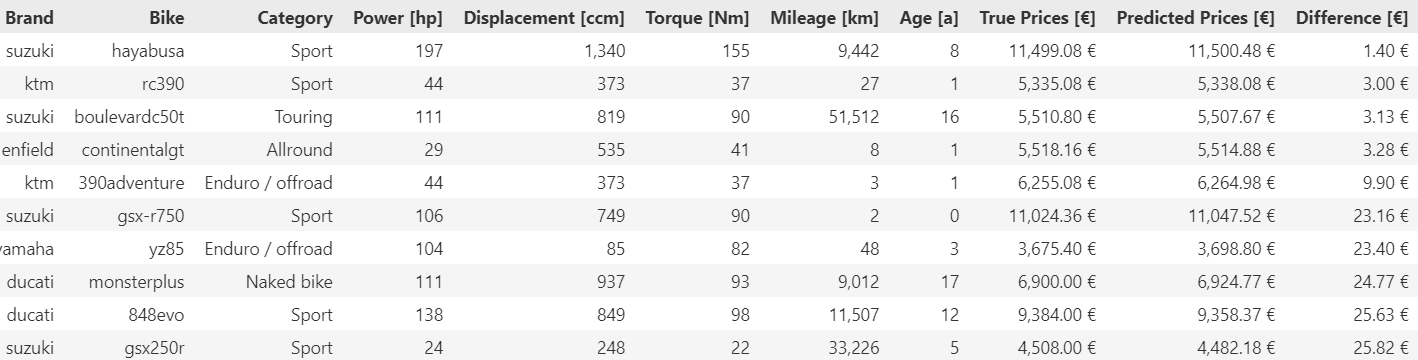 Brand Bike Category Power [hp] Displacement [ccm] Torque [Nm] Mileage [km] Age [a] True Prices [€] Predicted Prices [€] Difference [€]
suzuki hayabusa Sport 197 1,340 155 9,442 8 11,499.08 € 11,500.48 € 1.40 €
ktm rc390 Sport 44 373 37 27 1 5,335.08 € 5,338.08 € 3.00 €
suzuki boulevardc50t Touring 111 819 90 51,512 16 5,510.80 € 5,507.67 € 3.13 €
enfield continentalgt Allround 29 535 41 8 1 5,518.16 € 5,514.88 € 3.28 €
ktm 390adventure Enduro / offroad 44 373 37 3 1 6,255.08 € 6,264.98 € 9.90 €
suzuki gsx-r750 Sport 106 749 90 2 0 11,024.36 € 11,047.52 € 23.16 €
yamaha yz85 Enduro / offroad 104 85 82 48 3 3,675.40 € 3,698.80 € 23.40 €
ducati monsterplus Naked bike 111 937 93 9,012 17 6,900.00 € 6,924.77 € 24.77 €
ducati 848evo Sport 138 849 98 11,507 12 9,384.00 € 9,358.37 € 25.63 €
suzuki gsx250r Sport 24 248 22 33,226 5 4,508.00 € 4,482.18 € 25.82 €